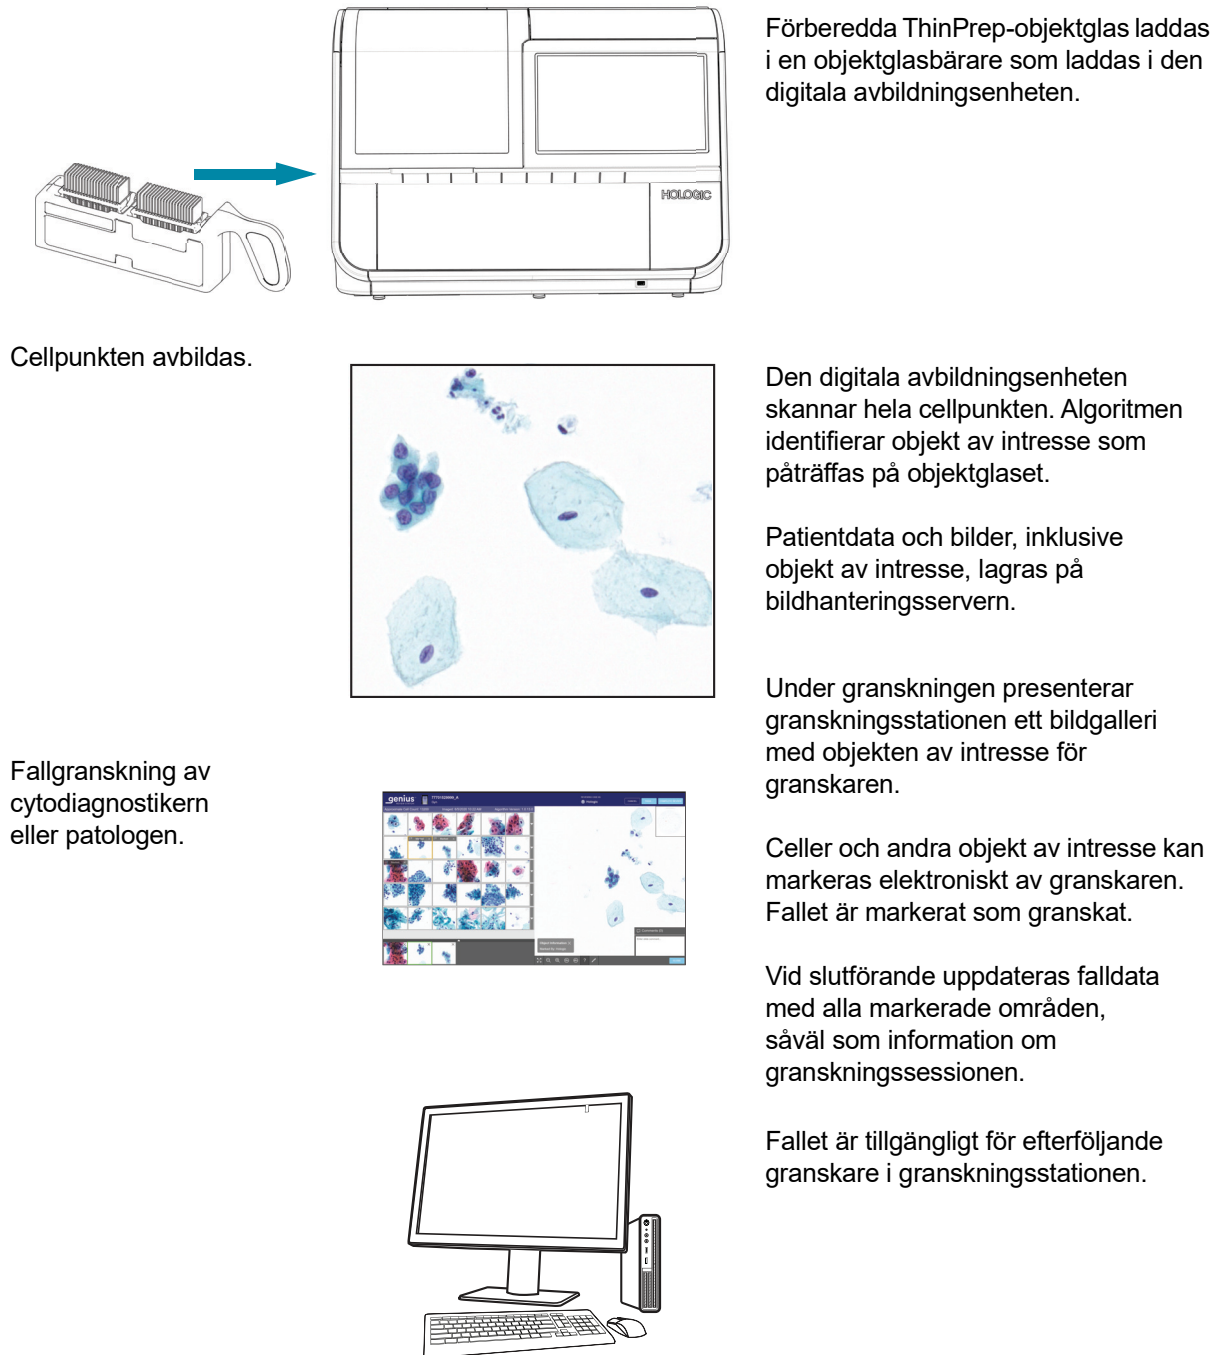 Förberedda ThinPrep-objektglas laddas
i en objektglasbärare som laddas i den
digitala avbildningsenheten.
HOLOGIC
Cellpunkten avbildas.
Den digitala avbildningsenheten
skannar hela cellpunkten. Algoritmen
identifierar objekt av intresse som
påträffas på objektglaset.
Patientdata och bilder, inklusive
objekt av intresse, lagras på
bildhanteringsservern.
Under granskningen presenterar
granskningsstationen ett bildgalleri
med objekten av intresse för
granskaren.
Fallgranskning av
cytodiagnostikern
eller patologen.
genius
Celler och andra objekt av intresse kan
markeras elektroniskt av granskaren.
Fallet är markerat som granskat.
Vid slutförande uppdateras falldata
med alla markerade områden,
såväl som information om
granskningssessionen.
Fallet är tillgängligt för efterföljande
granskare i granskningsstationen.